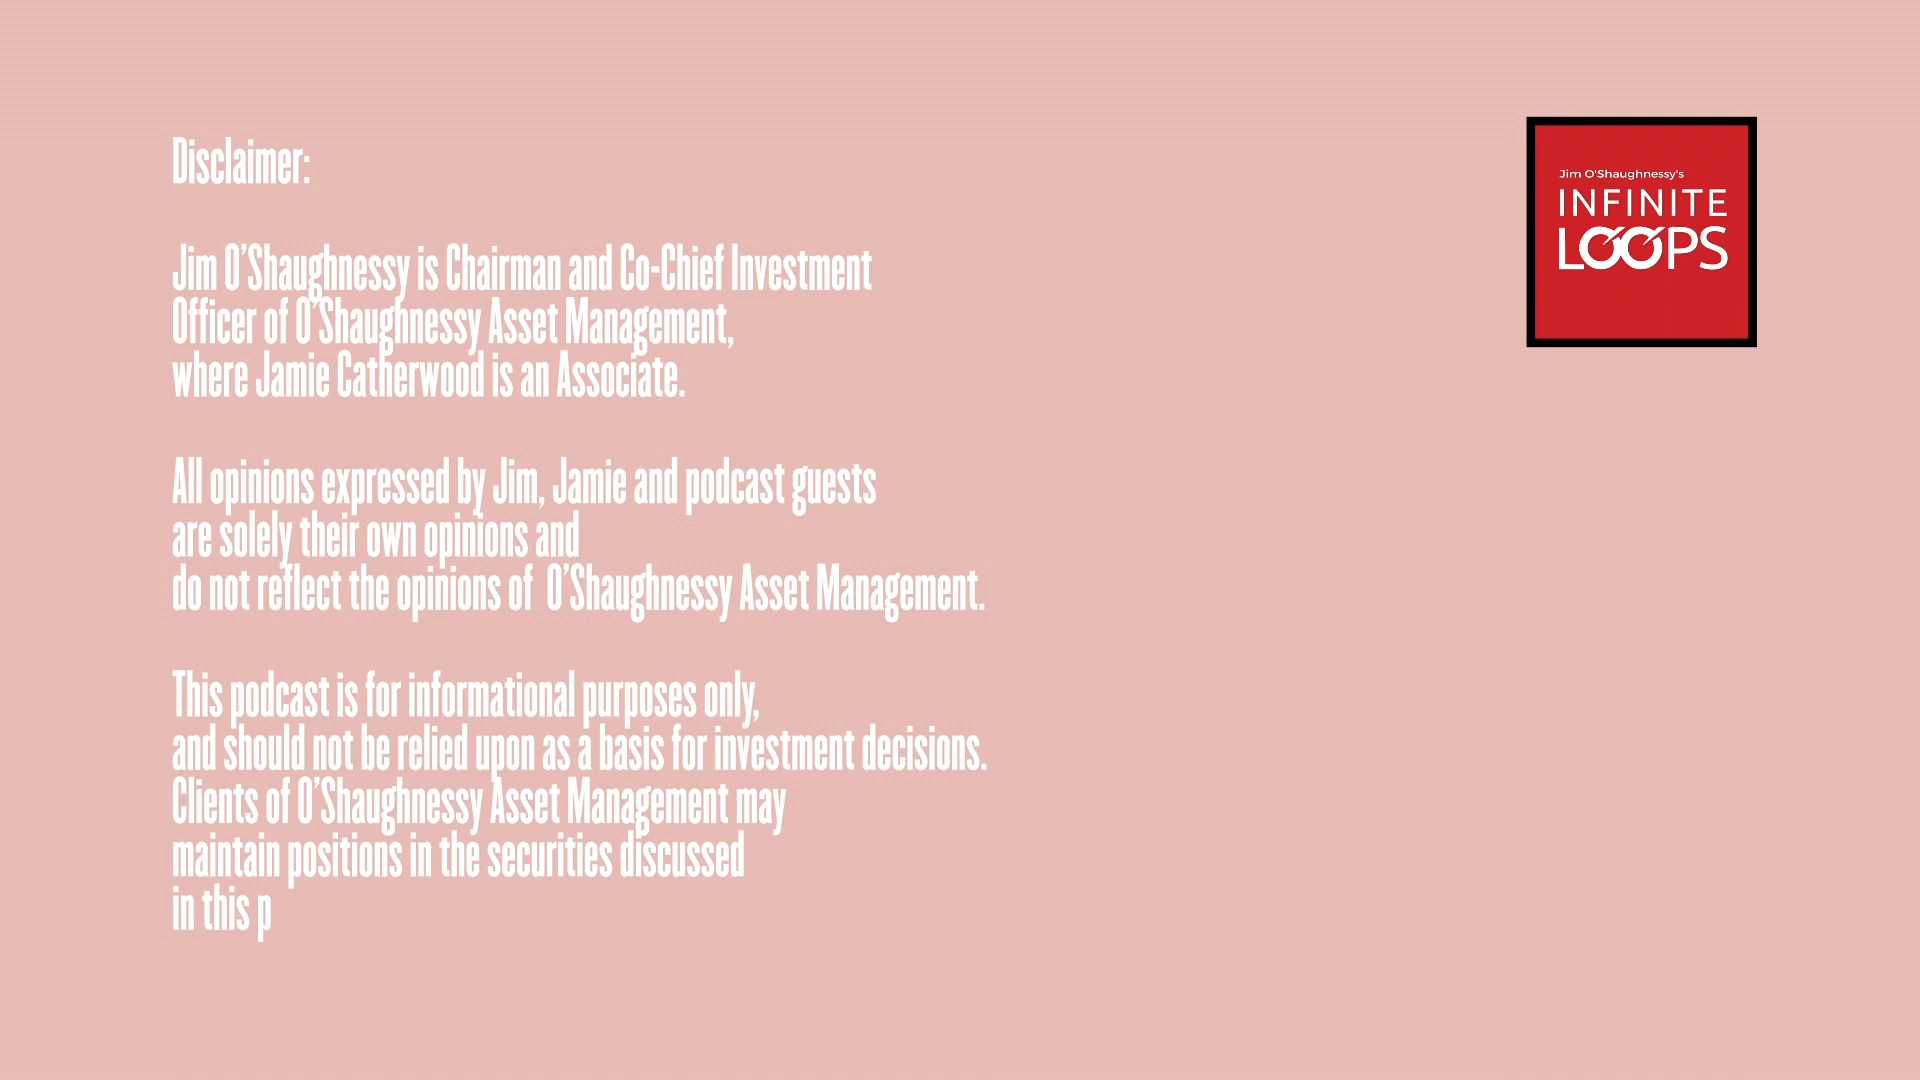 Disclaimer:
Jim O'Shaughnessy is Chairman and Co-Chief Investment
Officer of O'Shaughnessy Asset Management,
where Jamie Catherwood is an Associate.
All opinions expressed by Jim, Jamie and podcast guests
are solely their own opinions and
do not reflect the opinions of  O'Shaughnessy Asset Management.
This podcast is for informational purposes only,
and should not be relied upon as a basis for investment decisions.
Clients of O'Shaughnessy Asset Management may
maintain positions in the securities discussed
in this p
Jim O'Shaughnessy's
INFINITE
LOOPS